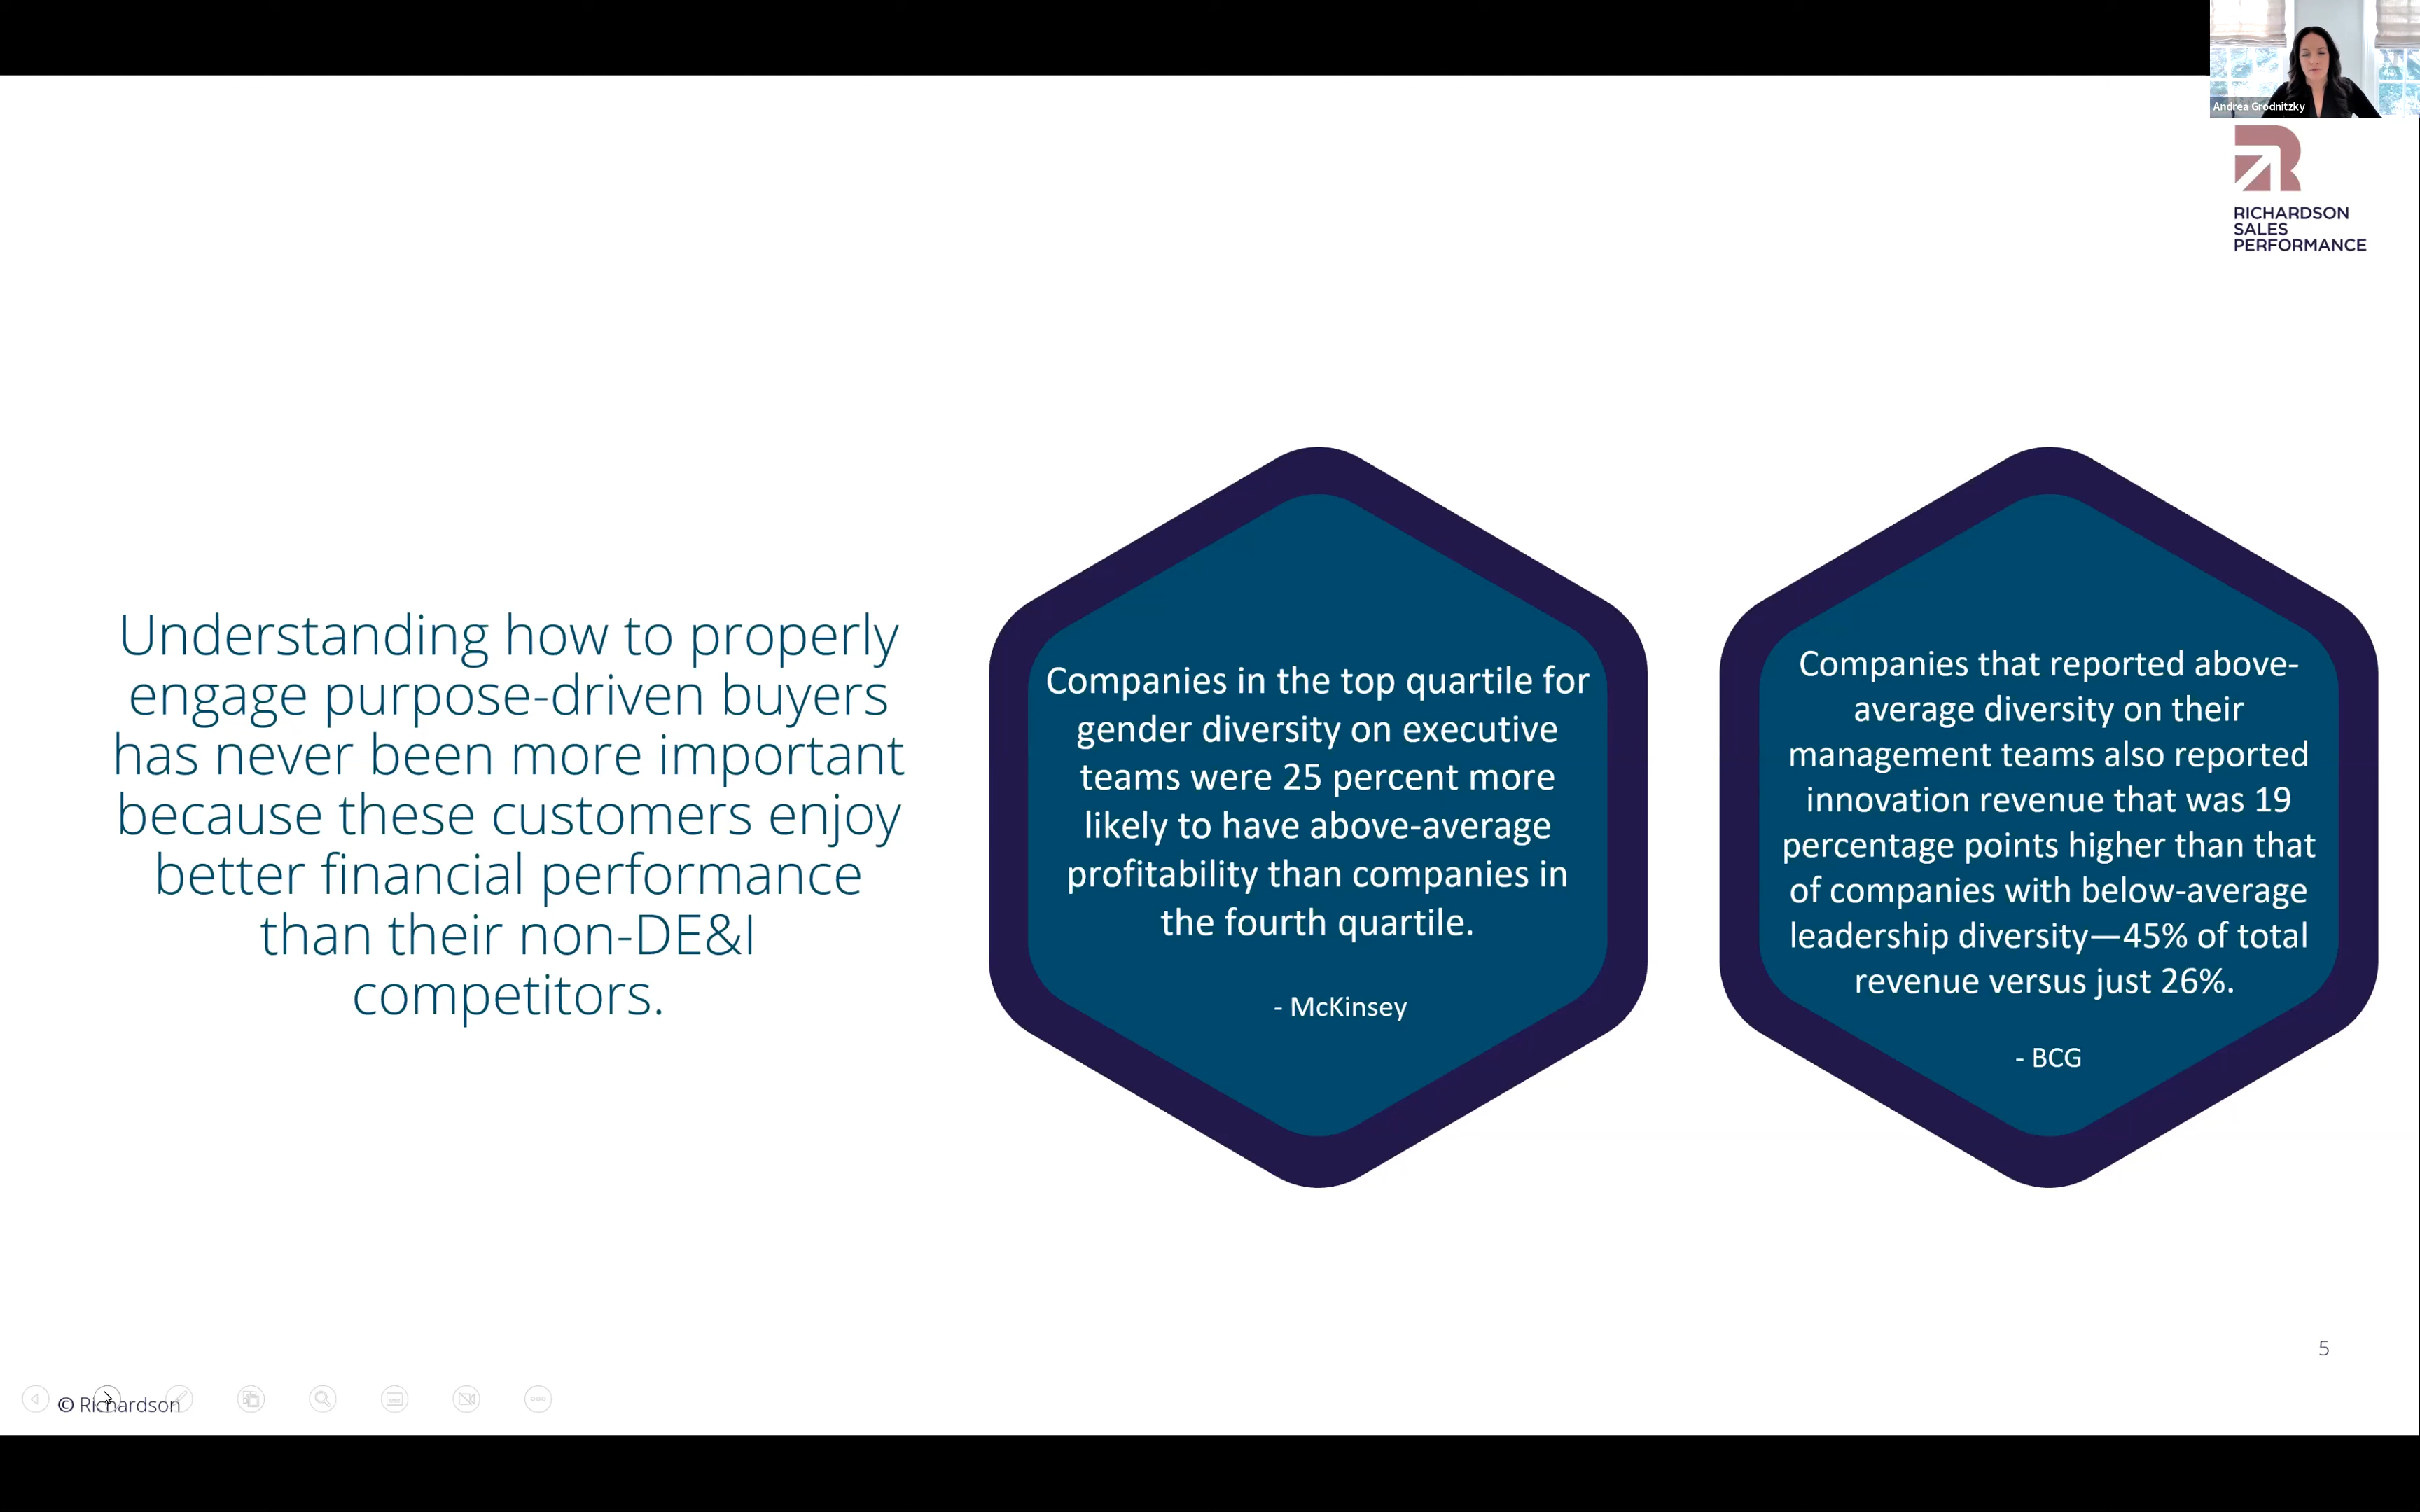 Andrea Grodnitzky
RICHARDSON
SALES
PERFORMANCE
Understanding how to properly
engage purpose-driven buyers
has never been more important
because these customers enjoy
better financial performance
than their non-DE&I
competitors.
Companies in the top quartile for
gender diversity on executive
teams were 25 percent more
likely to have above-average
profitability than companies in
the fourth quartile.
- McKinsey
Companies that reported above-
average diversity on their
management teams also reported
innovation revenue that was 19
percentage points higher than that
of companies with below-average
leadership diversity—45% of total
revenue versus just 26%.
- BCG
5
© Richardson